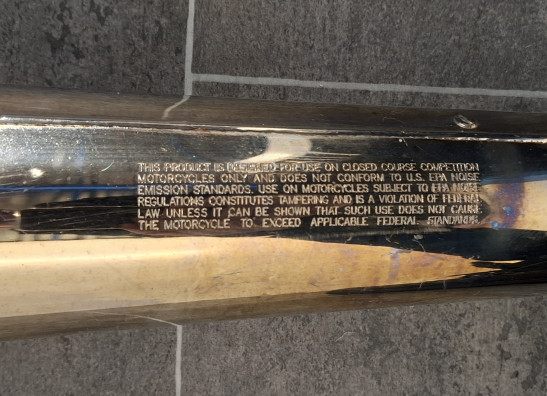 THIS PRODUCT IS DESIGNED FOR USE ON CLOSED COURSE COMPETITION
MOTORCYCLES ONLY AND DOES NOT CONFORM TO U.S. EPA NOISE
EMISSION STANDARDS. USE ON MOTORCYCLES SUBJECT TO EPA NOISE
REGULATIONS CONSTITUTES TAMPERING AND IS A VIOLATION OF FEDERAL
LAW UNLESS IT CAN BE SHOWN THAT SUCH USE DOES NOT CAUSE
THE MOTORCYCLE TO EXCEED APPLICABLE FEDERAL STANDARDS.